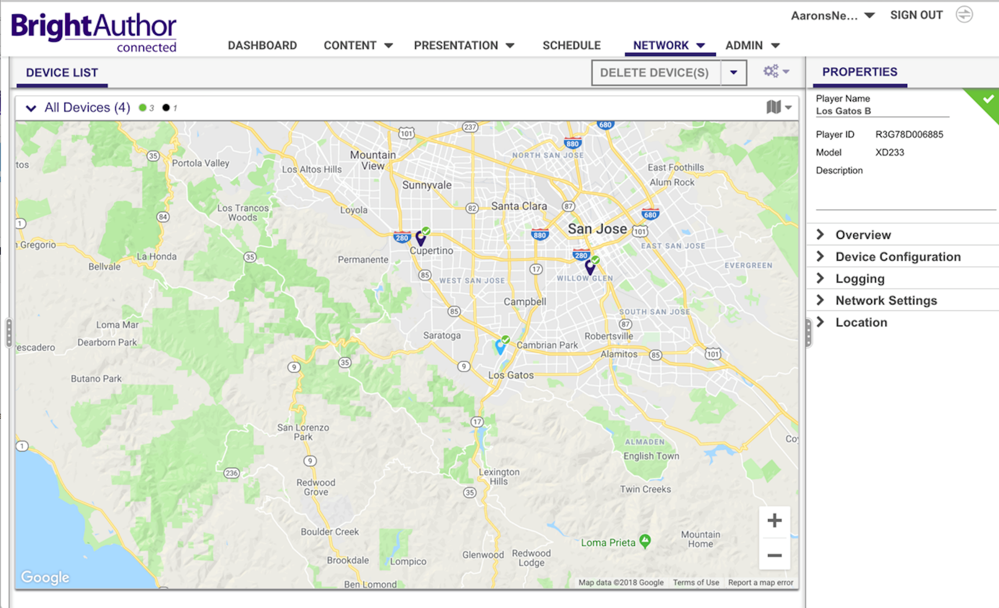 BrightAuthor
connected
AaronsNe... SIGN OUT
DASHBOARD CONTENT PRESENTATION SCHEDULE NETWORK ADMIN
DEVICE LIST
DELETE DEVICE(S)
All Devices (4) 3 1
PROPERTIES
Player Name
Los Gatos B
Player ID R3G78D006885
Model XD233
Description
Overview
Device Configuration
Logging
Network Settings
Location
101
237
680
880
35
Portola Valley
Los Altos Hills
Mountain
View
NORTH SAN JOSE
East Foothills
Alum Rock
tos
Sunnyvale
Los Trancos
Woods
Loyola
82
Santa Clara
87
680
84
1
280
880
San Jose
101
Cupertino
EAST SAN JOSE
n Gregorio
La Honda
35
Permanente
280
Bellvale
85
WEST SAN JOSE
17
WILLOW GLEN
EVERGREEN
Campbell
85
SOUTH SAN JOSE
Loma Mar
87
Dearborn Park
Saratoga
Robertsville
escadero
Cambrian Park
Alamitos
85
101
9
35
9
Los Gatos
Butano Park
San Lorenzo
Park
17
1
ALMADEN
English Town
Coy
9
236
Lexington
Hills
Redwood
Grove
35
Twin Creeks
Boulder Creek
Loma Prieta
Mountain
Home
Brookdale
Lompico
Glenwood
Redwood
Lodge
Ben Lomond
Google
Map data ©2018 Google Terms of Use Report a map error